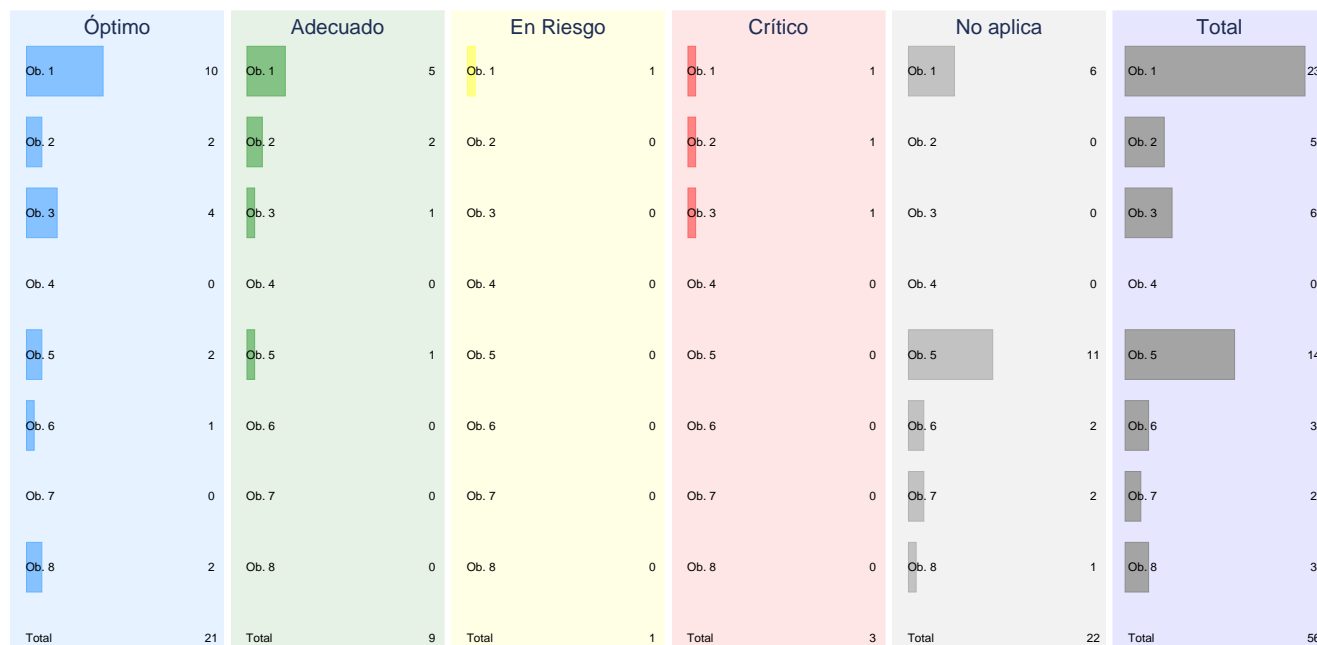 Óptimo Adecuado En Riesgo Crítico No aplica Total
Ob. 1 10 Ob. 1 5 Ob. 1 1 Ob. 1 1 Ob. 1 6 Ob. 1 23
Ob. 2 2 Ob. 2 2 Ob. 2 0 Ob. 2 1 Ob. 2 0 Ob. 2 5
Ob. 3 4 Ob. 3 1 Ob. 3 0 Ob. 3 1 Ob. 3 0 Ob. 3 6
Ob. 4 0 Ob. 4 0 Ob. 4 0 Ob. 4 0 Ob. 4 0 Ob. 4 0
Ob. 5 2 Ob. 5 1 Ob. 5 0 Ob. 5 0 Ob. 5 11 Ob. 5 14
Ob. 6 1 Ob. 6 0 Ob. 6 0 Ob. 6 0 Ob. 6 2 Ob. 6 3
Ob. 7 0 Ob. 7 0 Ob. 7 0 Ob. 7 0 Ob. 7 2 Ob. 7 2
Ob. 8 2 Ob. 8 0 Ob. 8 0 Ob. 8 0 Ob. 8 1 Ob. 8 3
Total 21 Total 9 Total 1 Total 3 Total 22 Total 56